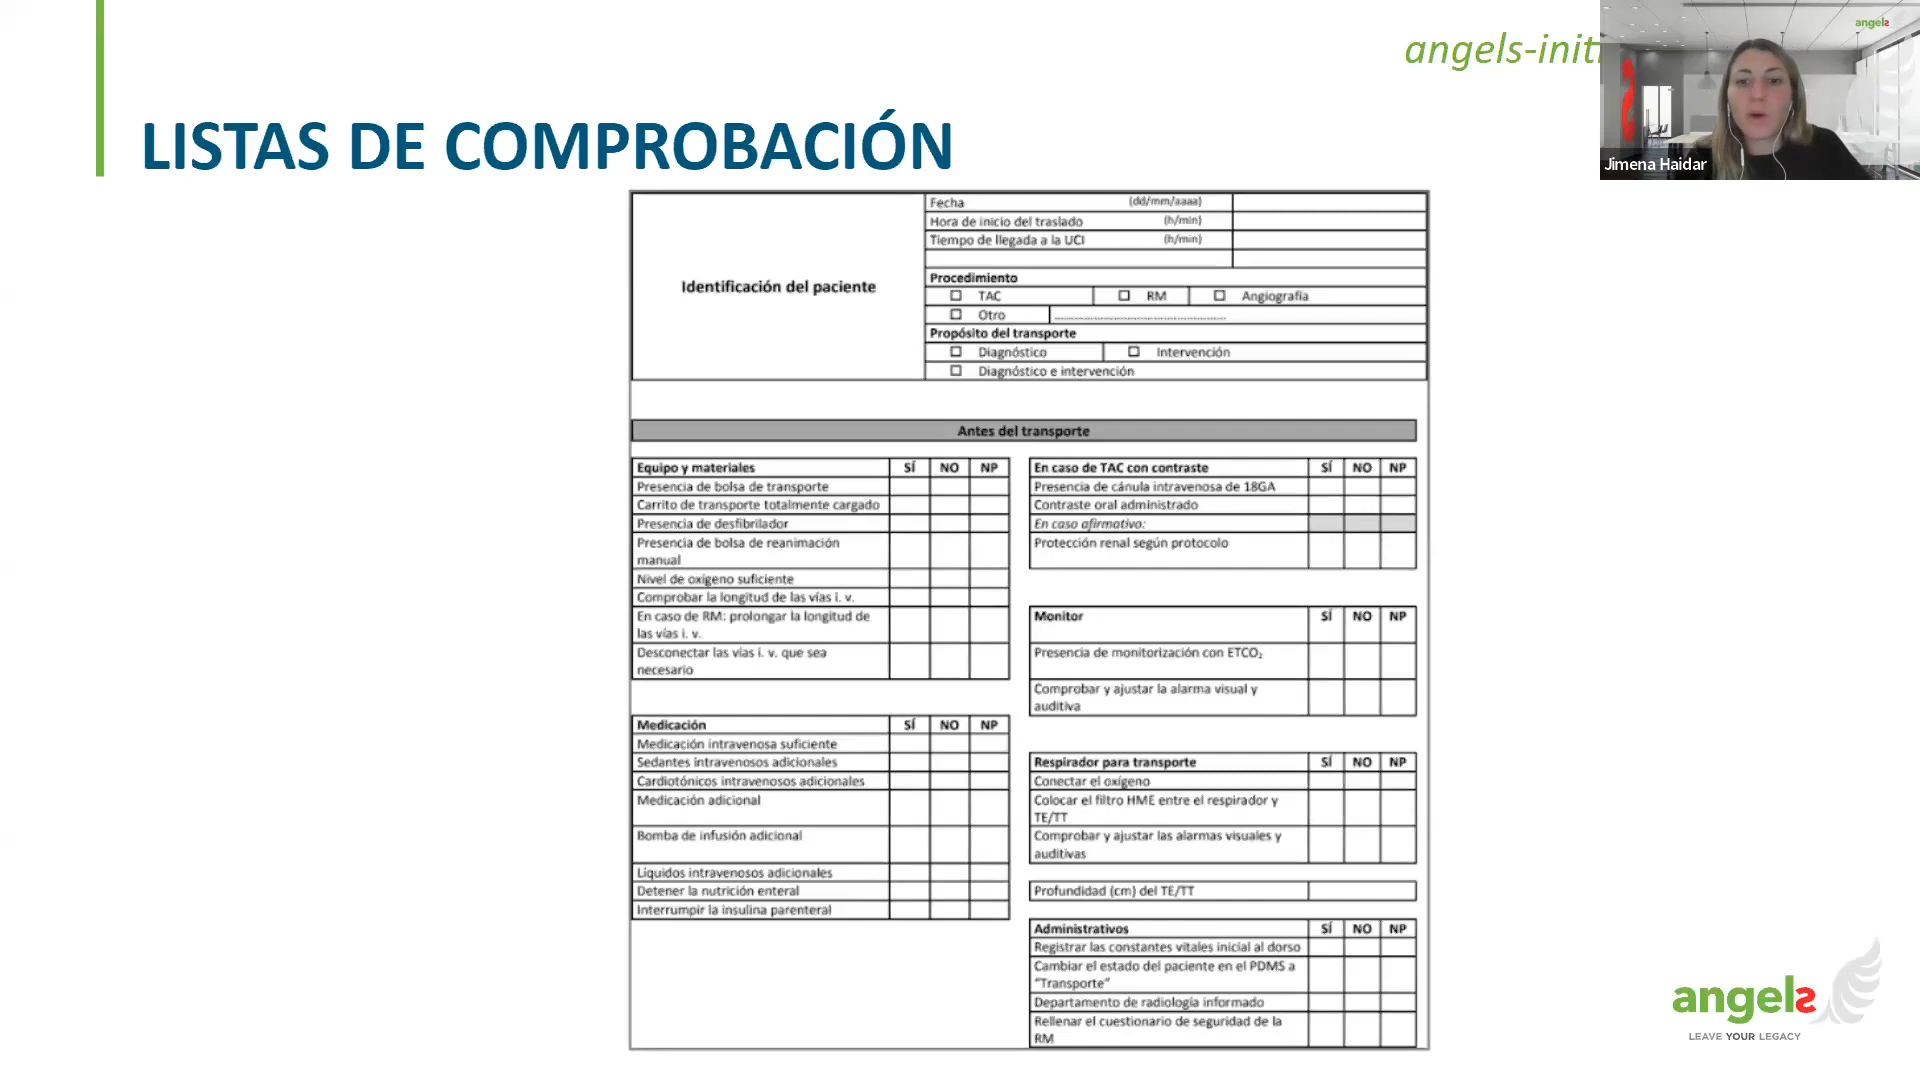 angels-initi
angels
Jimena Haidar
LISTAS DE COMPROBACIÓN
Identificación del paciente
Fecha (dd/mm/aaaa)
Hora de inicio del traslado (h/min)
Tiempo de llegada a la UCI (h/min)
Procedimiento
☐ TAC ☐ RM ☐ Angiografía
☐ Otro ........................................................
Propósito del transporte
☐ Diagnóstico ☐ Intervención
☐ Diagnóstico e intervención
Antes del transporte
Equipo y materiales SÍ NO NP
Presencia de bolsa de transporte
Carrito de transporte totalmente cargado
Presencia de desfibrilador
Presencia de bolsa de reanimación
manual
Nivel de oxígeno suficiente
Comprobar la longitud de las vías i. v.
En caso de RM: prolongar la longitud de
las vías i. v.
Desconectar las vías i. v. que sea
necesario
Medicación SÍ NO NP
Medicación intravenosa suficiente
Sedantes intravenosos adicionales
Cardiotónicos intravenosos adicionales
Medicación adicional
Bomba de infusión adicional
Líquidos intravenosos adicionales
Detener la nutrición enteral
Interrumpir la insulina parenteral
En caso de TAC con contraste SÍ NO NP
Presencia de cánula intravenosa de 18GA
Contraste oral administrado
En caso afirmativo:
Protección renal según protocolo
Monitor SÍ NO NP
Presencia de monitorización con ETCO₂
Comprobar y ajustar la alarma visual y
auditiva
Respirador para transporte SÍ NO NP
Conectar el oxígeno
Colocar el filtro HME entre el respirador y
TE/TT
Comprobar y ajustar las alarmas visuales y
auditivas
Profundidad (cm) del TE/TT
Administrativos SÍ NO NP
Registrar las constantes vitales inicial al dorso
Cambiar el estado del paciente en el PDMS a
"Transporte"
Departamento de radiología informado
Rellenar el cuestionario de seguridad de la
RM
angels
LEAVE YOUR LEGACY